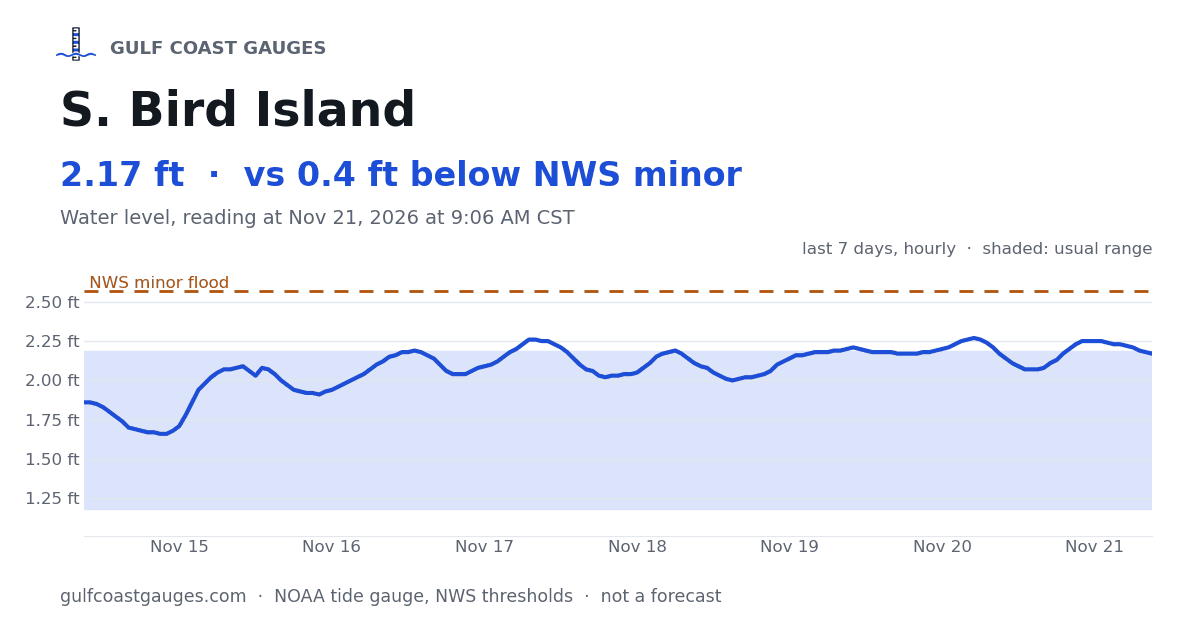 GULF COAST GAUGES
S. Bird Island
2.17 ft · vs 0.4 ft below NWS minor
Water level, reading at Nov 21, 2026 at 9:06 AM CST
last 7 days, hourly · shaded: usual range
NWS minor flood
2.50 ft
2.25 ft
2.00 ft
1.75 ft
1.50 ft
1.25 ft
Nov 15 Nov 16 Nov 17 Nov 18 Nov 19 Nov 20 Nov 21
gulfcoastgauges.com · NOAA tide gauge, NWS thresholds · not a forecast